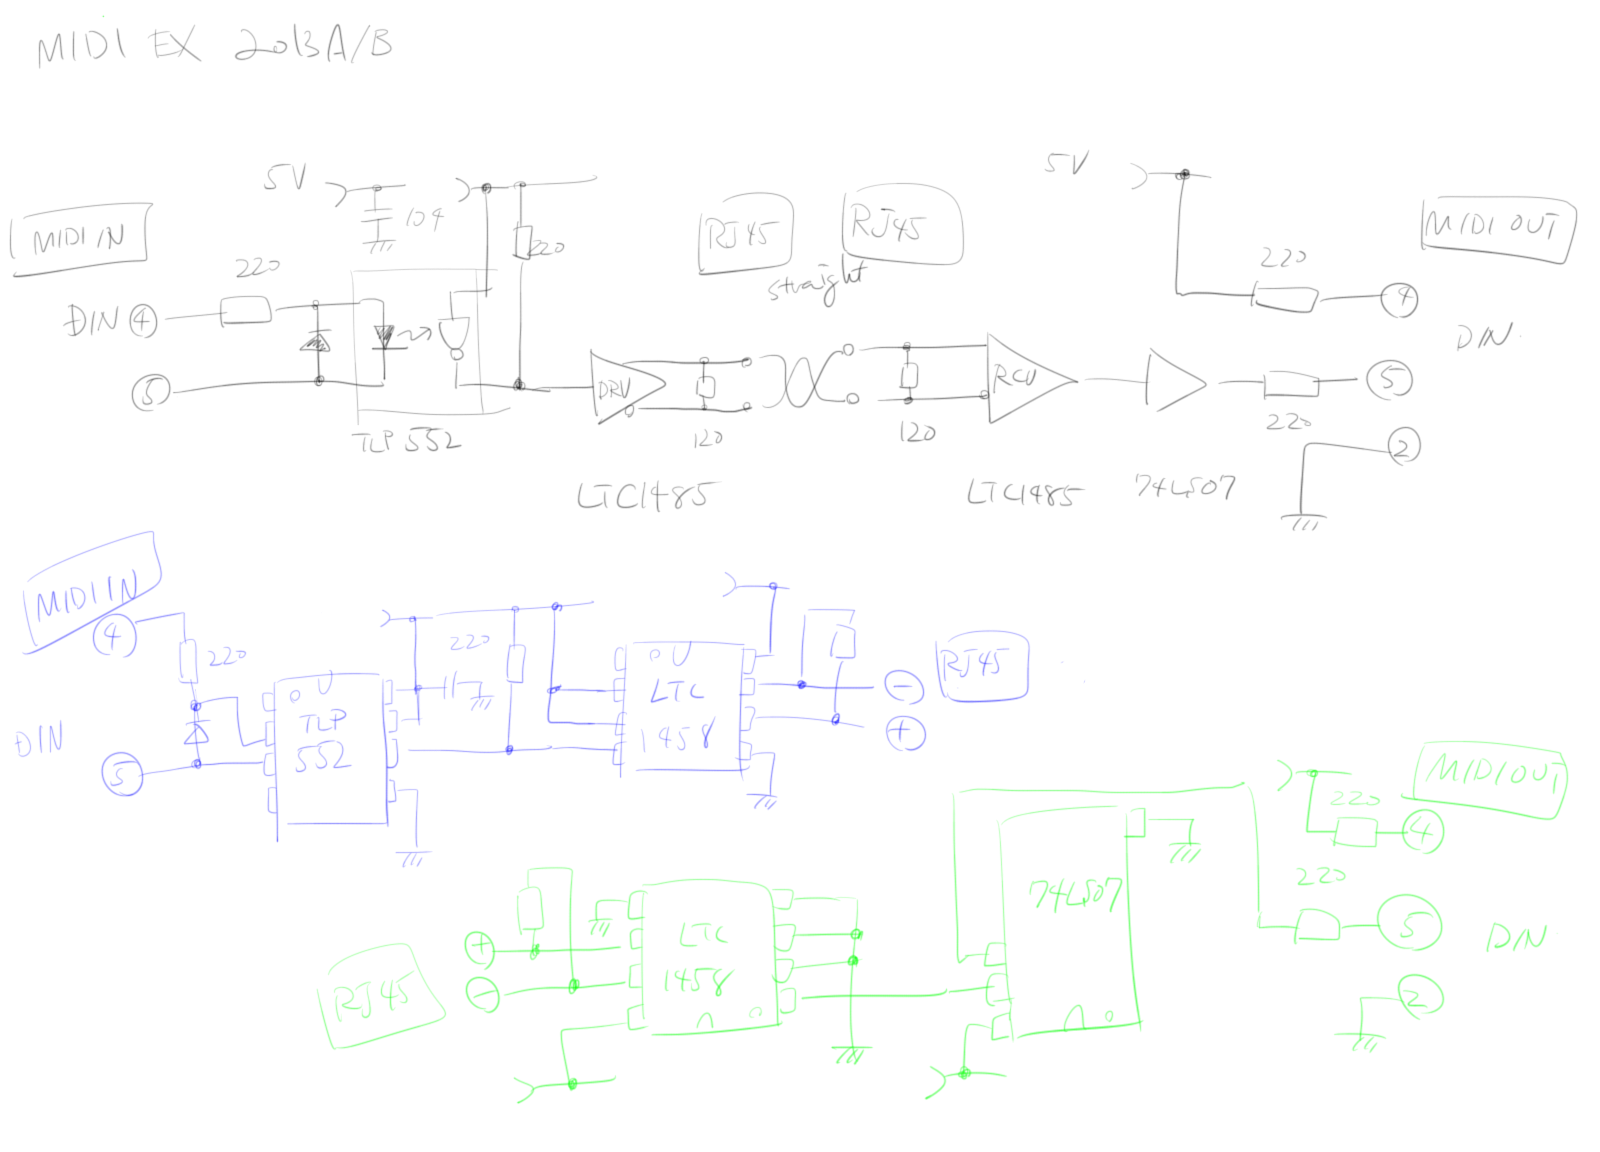 MIDI EX 2013A/B
5V
104
MIDI IN
220
DIN 4
5
220
TLP 552
DRV
120
LTC1485
RJ45
RJ45
straight
120
RCV
LTC1485
74LS07
5V
MIDI OUT
220
4
DIN
5
220
2
MIDI IN
4
220
DIN
5
TLP
552
220
LTC
1458
RJ45
−
+
RJ45
+
−
LTC
1458
74LS07
MIDI OUT
220
4
220
5
DIN
2